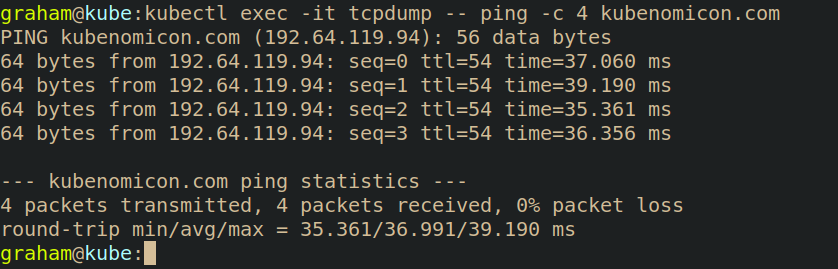 graham@kube:kubectl exec -it tcpdump -- ping -c 4 kubenomicon.com
PING kubenomicon.com (192.64.119.94): 56 data bytes
64 bytes from 192.64.119.94: seq=0 ttl=54 time=37.060 ms
64 bytes from 192.64.119.94: seq=1 ttl=54 time=39.190 ms
64 bytes from 192.64.119.94: seq=2 ttl=54 time=35.361 ms
64 bytes from 192.64.119.94: seq=3 ttl=54 time=36.356 ms

--- kubenomicon.com ping statistics ---
4 packets transmitted, 4 packets received, 0% packet loss
round-trip min/avg/max = 35.361/36.991/39.190 ms
graham@kube: